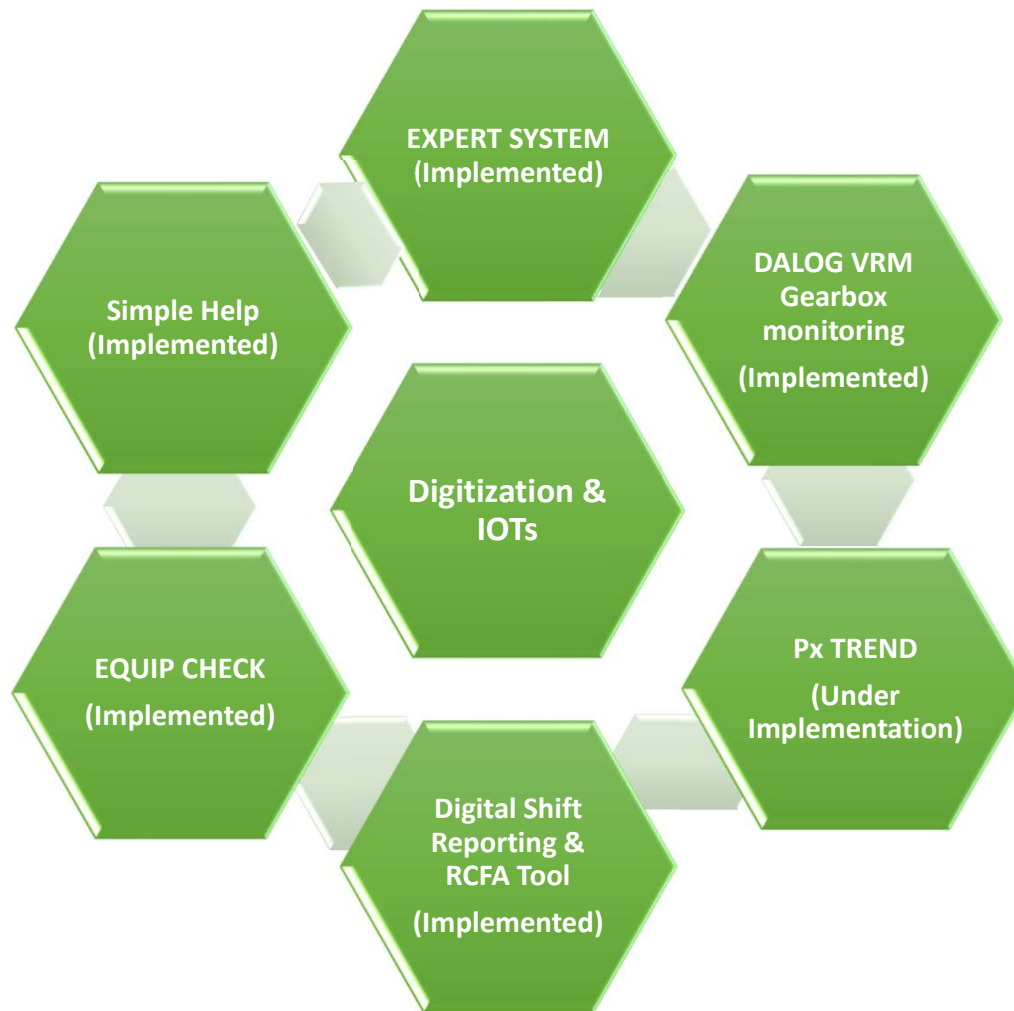 EXPERT SYSTEM
(Implemented)
DALOG VRM
Gearbox
monitoring
(Implemented)
Px TREND
(Under
Implementation)
Digital Shift
Reporting &
RCFA Tool
(Implemented)
EQUIP CHECK
(Implemented)
Simple Help
(Implemented)
Digitization &
IOTs